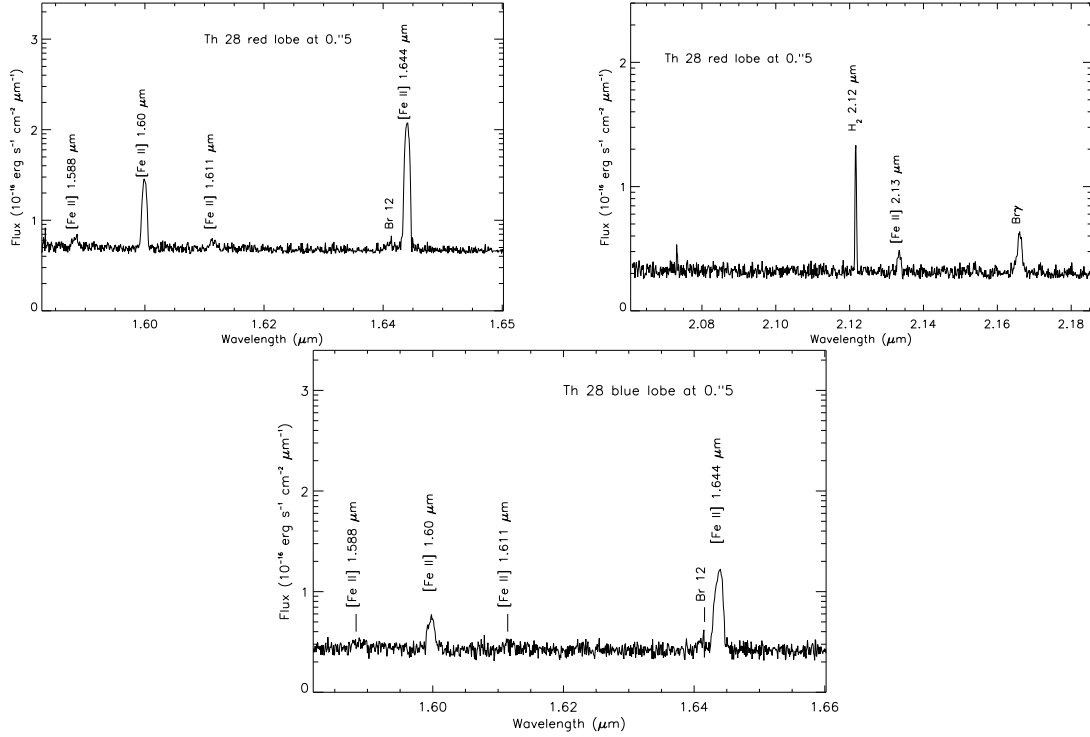 Th 28 red lobe at 0."5
[Fe II] 1.588 μm
[Fe II] 1.60 μm
[Fe II] 1.611 μm
Br 12
[Fe II] 1.644 μm
Flux (10⁻¹⁶ erg s⁻¹ cm⁻² μm⁻¹)
3
2
1
0
1.60
1.62
1.64
1.65
Wavelength (μm)
Th 28 red lobe at 0."5
H₂ 2.12 μm
[Fe II] 2.13 μm
Brγ
Flux (10⁻¹⁶ erg s⁻¹ cm⁻² μm⁻¹)
2
1
0
2.08
2.10
2.12
2.14
2.16
2.18
Wavelength (μm)
Th 28 blue lobe at 0."5
[Fe II] 1.588 μm
[Fe II] 1.60 μm
[Fe II] 1.611 μm
Br 12
[Fe II] 1.644 μm
Flux (10⁻¹⁶ erg s⁻¹ cm⁻² μm⁻¹)
3
2
1
0
1.60
1.62
1.64
1.66
Wavelength (μm)